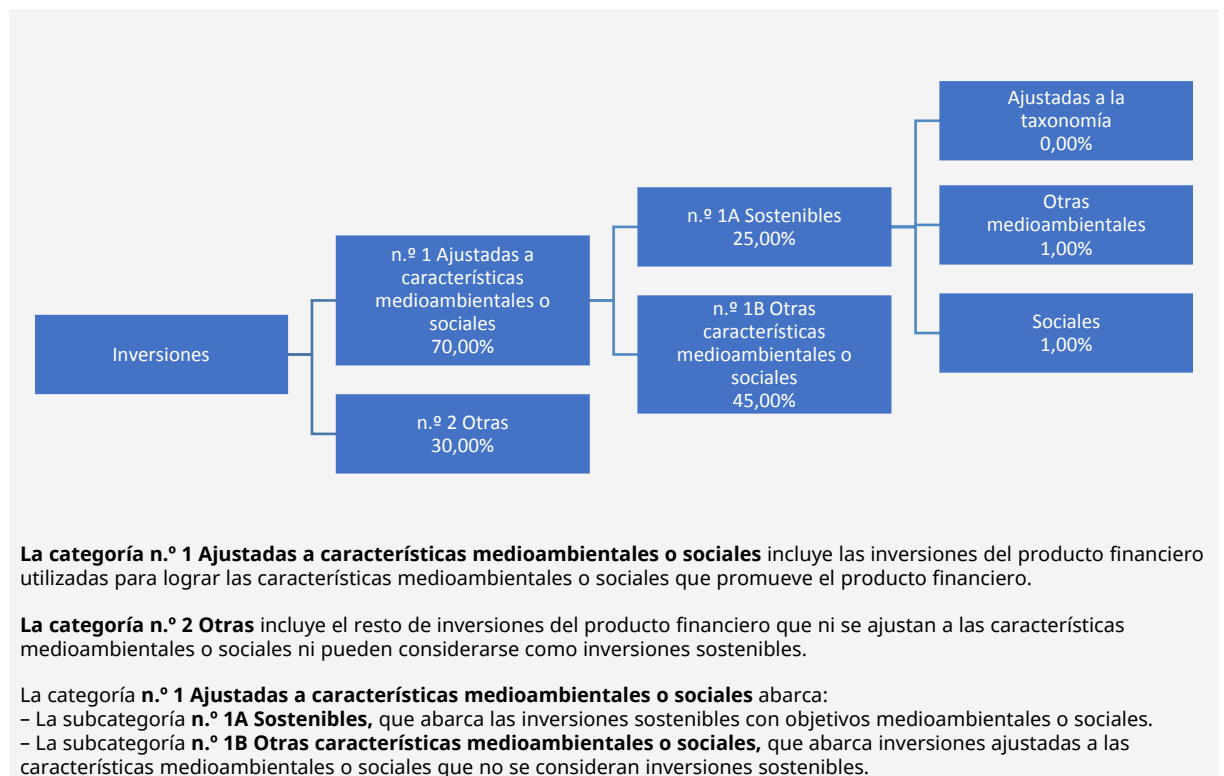 Inversiones
n.º 1 Ajustadas a
características
medioambientales o
sociales
70,00%
n.º 2 Otras
30,00%
n.º 1A Sostenibles
25,00%
n.º 1B Otras
características
medioambientales o
sociales
45,00%
Ajustadas a la
taxonomía
0,00%
Otras
medioambientales
1,00%
Sociales
1,00%
La categoría n.º 1 Ajustadas a características medioambientales o sociales incluye las inversiones del producto financiero
utilizadas para lograr las características medioambientales o sociales que promueve el producto financiero.
La categoría n.º 2 Otras incluye el resto de inversiones del producto financiero que ni se ajustan a las características
medioambientales o sociales ni pueden considerarse como inversiones sostenibles.
La categoría n.º 1 Ajustadas a características medioambientales o sociales abarca:
– La subcategoría n.º 1A Sostenibles, que abarca las inversiones sostenibles con objetivos medioambientales o sociales.
– La subcategoría n.º 1B Otras características medioambientales o sociales, que abarca inversiones ajustadas a las
características medioambientales o sociales que no se consideran inversiones sostenibles.